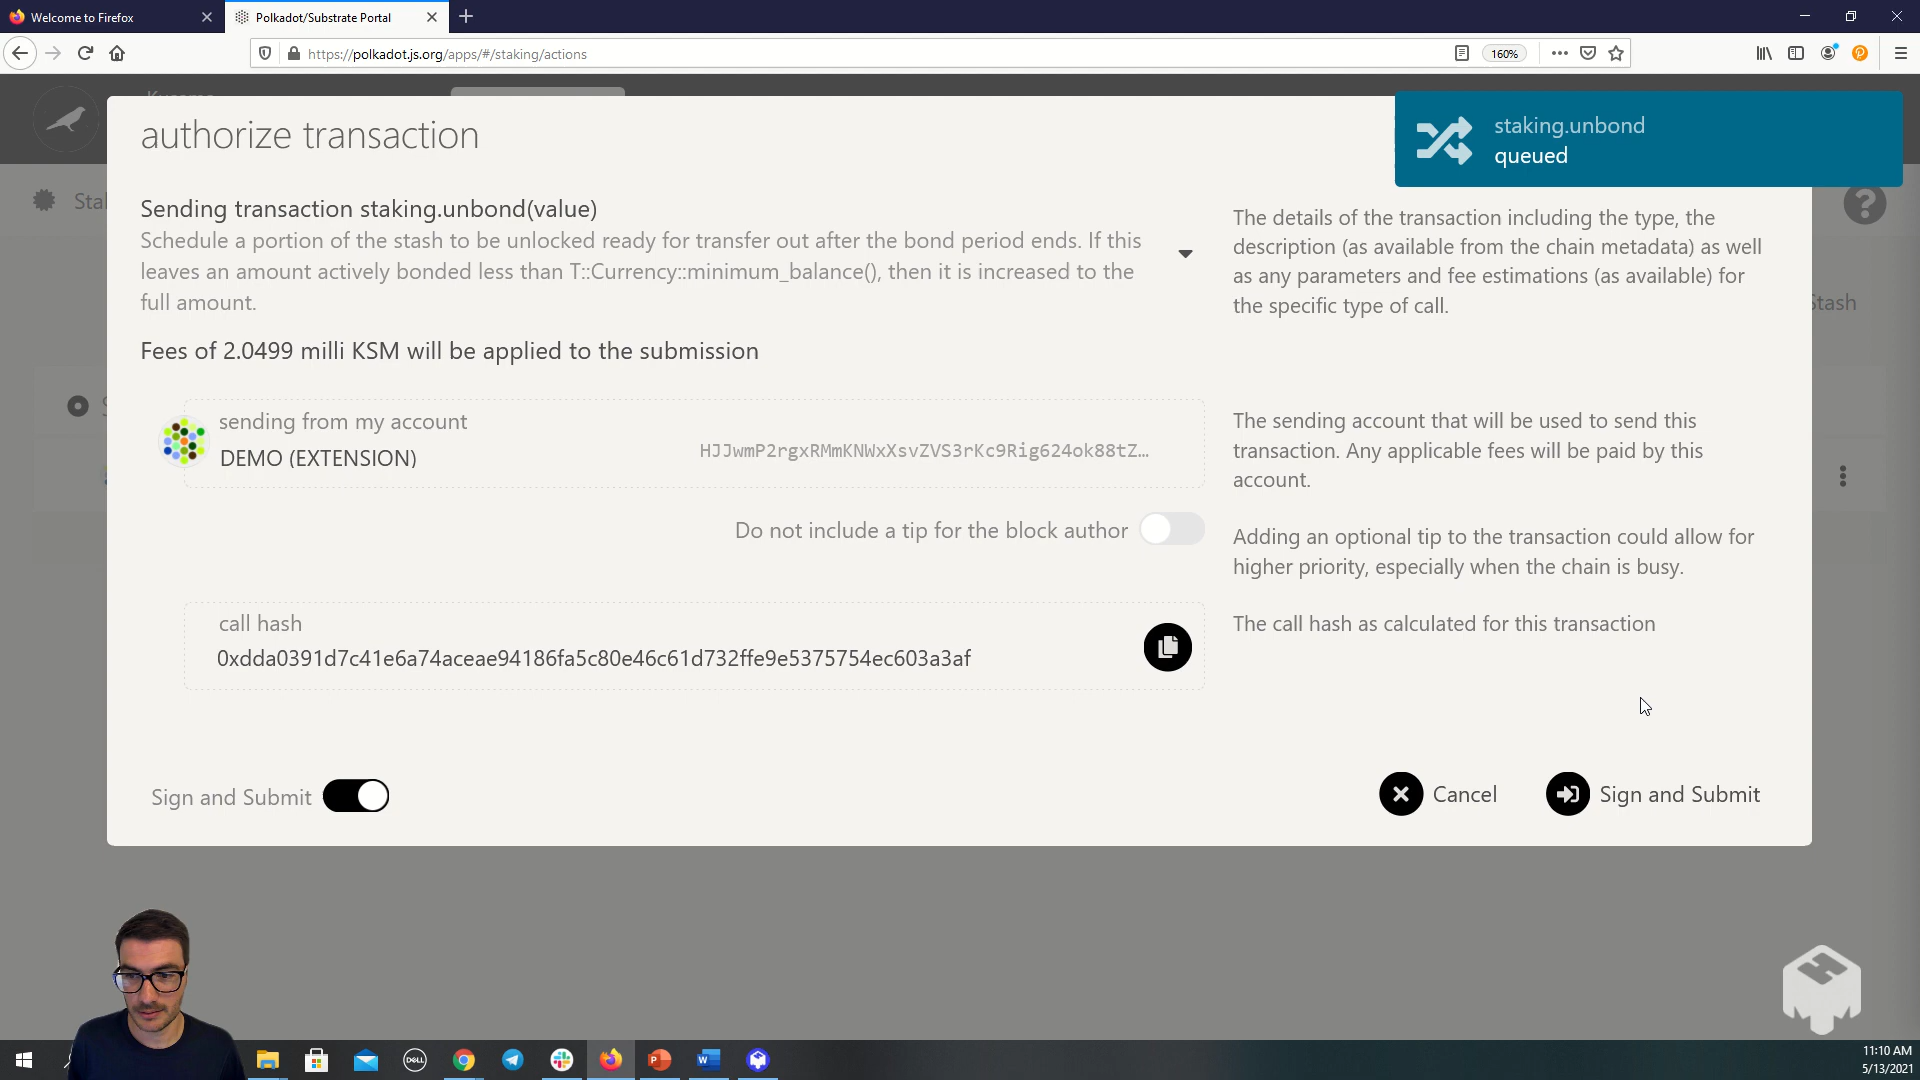 Welcome to Firefox
Polkadot/Substrate Portal
https://polkadot.js.org/apps/#/staking/actions
160%
authorize transaction
staking.unbond
queued
Sending transaction staking.unbond(value)
Schedule a portion of the stash to be unlocked ready for transfer out after the bond period ends. If this
leaves an amount actively bonded less than T::Currency::minimum_balance(), then it is increased to the
full amount.
The details of the transaction including the type, the
description (as available from the chain metadata) as well
as any parameters and fee estimations (as available) for
the specific type of call.
Stash
Fees of 2.0499 milli KSM will be applied to the submission
sending from my account
DEMO (EXTENSION)
HJJwmP2rgxRMmKNWxXsvZVS3rKc9Rig624ok88tZ…
The sending account that will be used to send this
transaction. Any applicable fees will be paid by this
account.
Do not include a tip for the block author
Adding an optional tip to the transaction could allow for
higher priority, especially when the chain is busy.
call hash
0xdda0391d7c41e6a74aceae94186fa5c80e46c61d732ffe9e5375754ec603a3af
The call hash as calculated for this transaction
Sign and Submit
Cancel
Sign and Submit
DELL
11:10 AM
5/13/2021